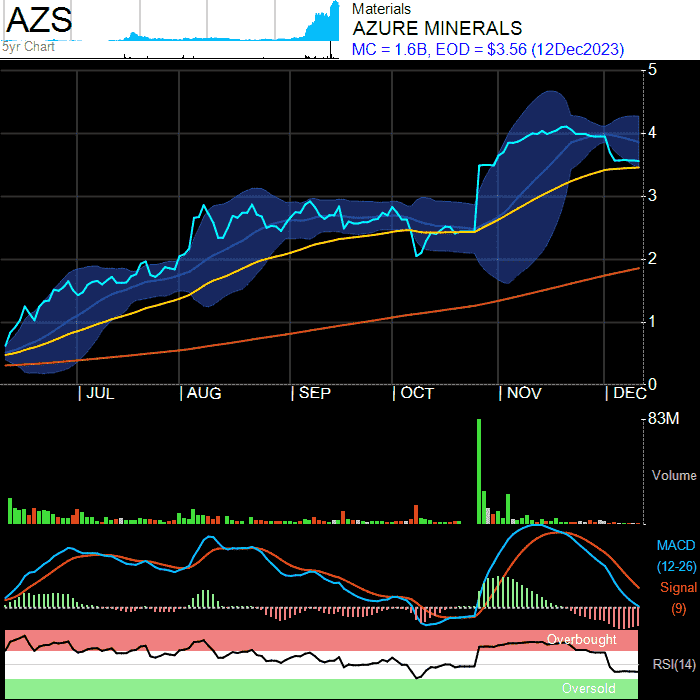 AZS
5yr Chart
Materials
AZURE MINERALS
MC = 1.6B, EOD = $3.56 (12Dec2023)
5
4
3
2
1
0
JUL
AUG
SEP
OCT
NOV
DEC
83M
Volume
MACD
(12-26)
Signal
(9)
Overbought
RSI(14)
Oversold